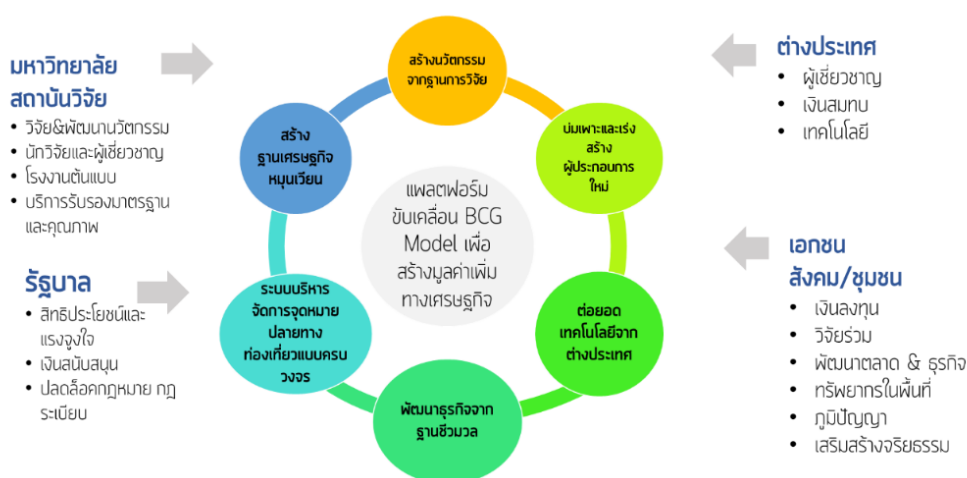 มหาวิทยาลัย
สถาบันวิจัย
• วิจัย&พัฒนานวัตกรรม
• นักวิจัยและผู้เชี่ยวชาญ
• โรงงานต้นแบบ
• บริการรับรองมาตรฐาน
และคุณภาพ
รัฐบาล
• สิทธิประโยชน์และ
แรงจูงใจ
• เงินสนับสนุน
• ปลดล็อคกฎหมาย กฎ
ระเบียบ
สร้างนวัตกรรม
จากฐานการวิจัย
บ่มเพาะและเร่ง
สร้าง
ผู้ประกอบการ
ใหม่
ต่อยอด
เทคโนโลยีจาก
ต่างประเทศ
พัฒนาธุรกิจจาก
ฐานชีวมวล
ระบบบริหาร
จัดการจุดหมาย
ปลายทาง
ท่องเที่ยวแบบครบ
วงจร
สร้าง
ฐานเศรษฐกิจ
หมุนเวียน
แพลตฟอร์ม
ขับเคลื่อน BCG
Model เพื่อ
สร้างมูลค่าเพิ่ม
ทางเศรษฐกิจ
ต่างประเทศ
• ผู้เชี่ยวชาญ
• เงินสมทบ
• เทคโนโลยี
เอกชน
สังคม/ชุมชน
• เงินลงทุน
• วิจัยร่วม
• พัฒนาตลาด & ธุรกิจ
• ทรัพยากรในพื้นที่
• ภูมิปัญญา
• เสริมสร้างจริยธรรม